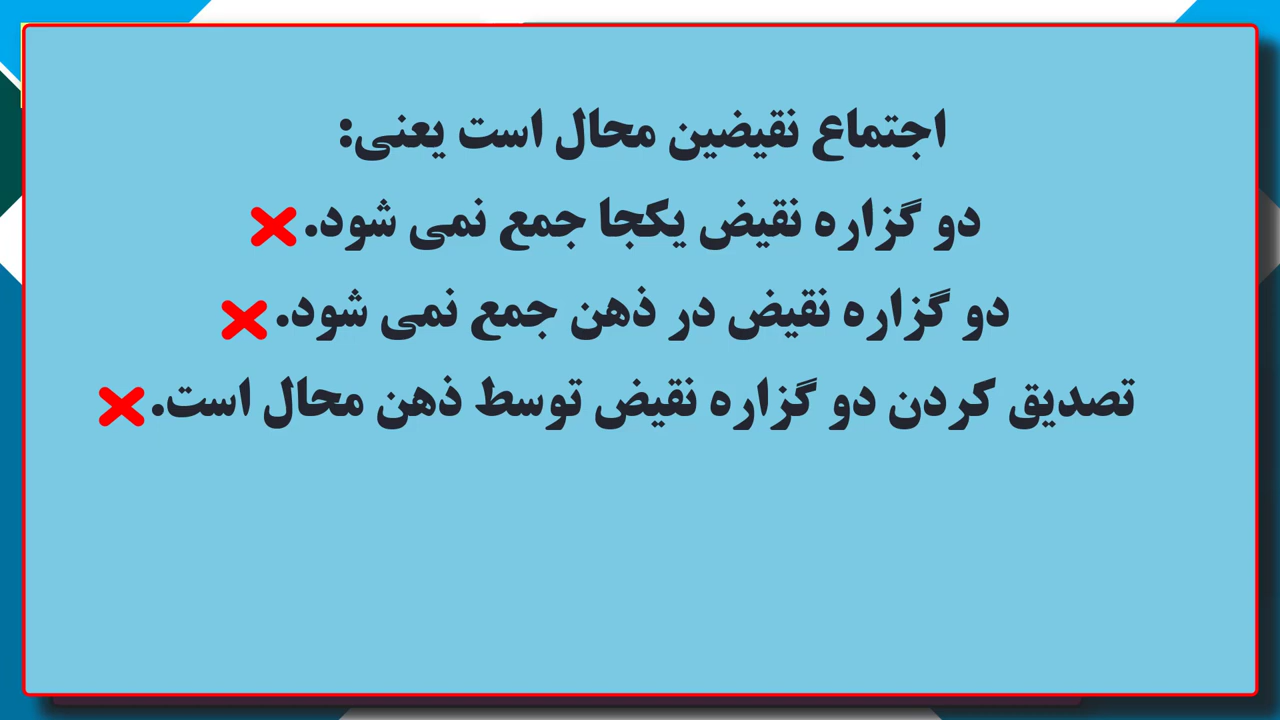 اجتماع نقیضین محال است یعنی:
دو گزاره نقیض یکجا جمع نمی شود.
دو گزاره نقیض در ذهن جمع نمی شود.
تصدیق کردن دو گزاره نقیض توسط ذهن محال است.